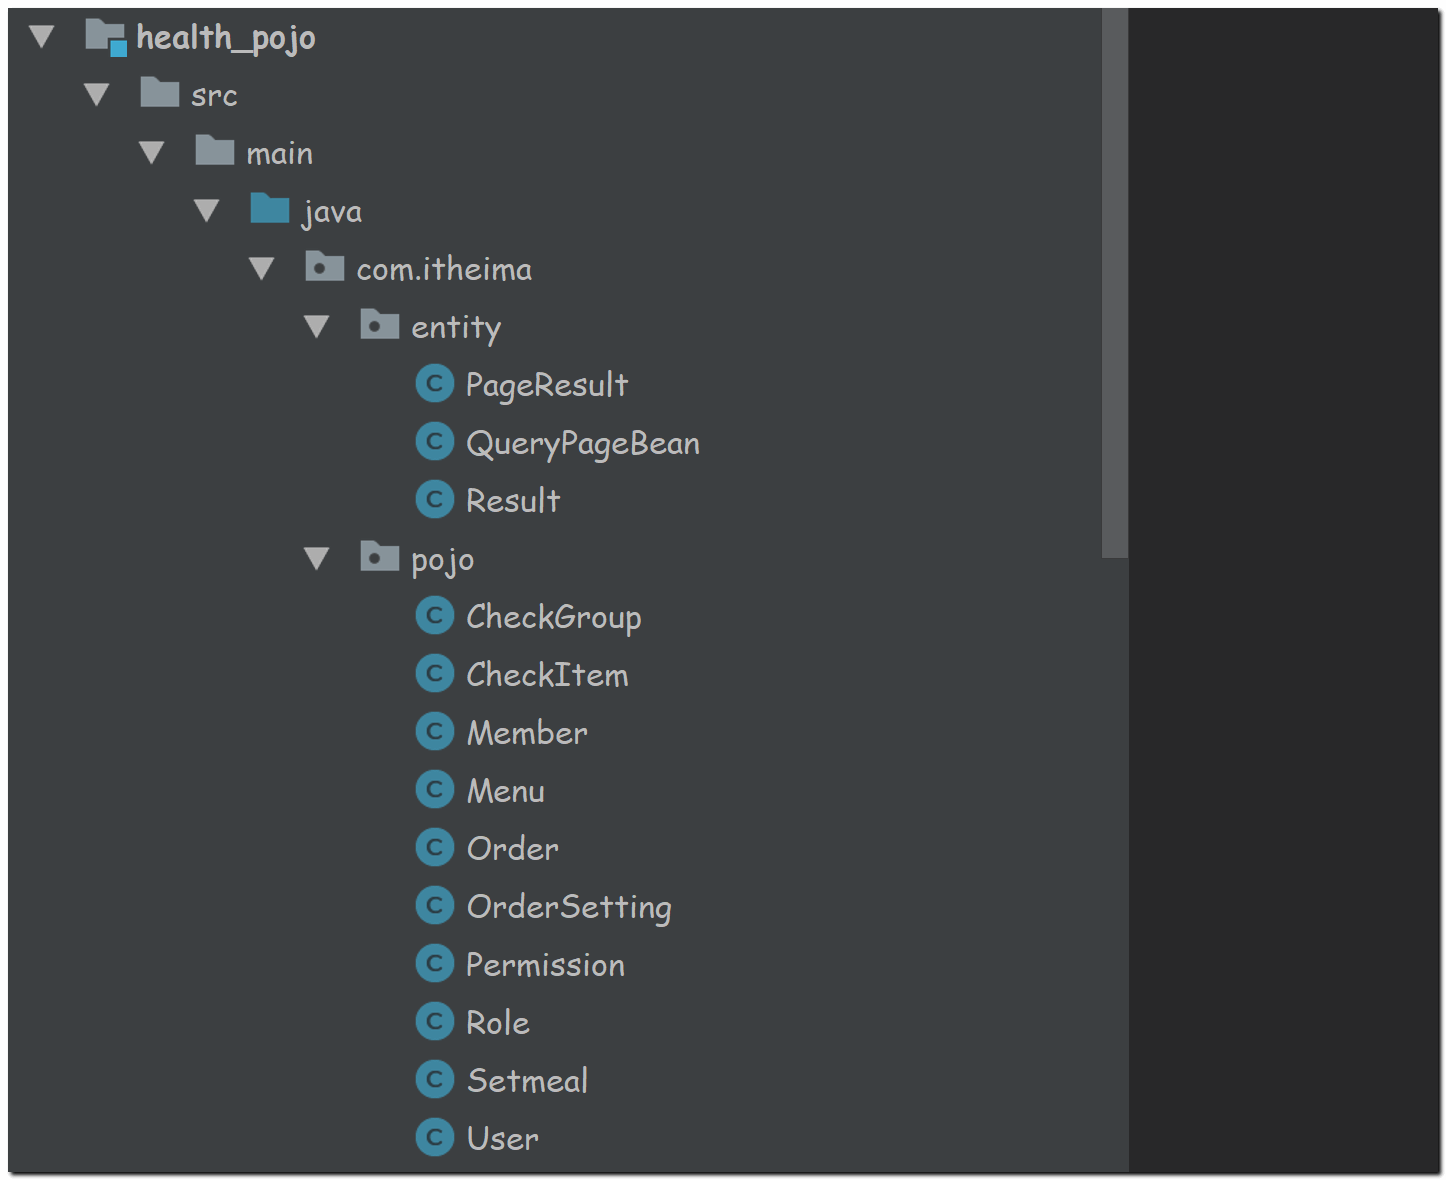 health_pojo
src
main
java
com.itheima
entity
C PageResult
C QueryPageBean
C Result
pojo
C CheckGroup
C CheckItem
C Member
C Menu
C Order
C OrderSetting
C Permission
C Role
C Setmeal
C User